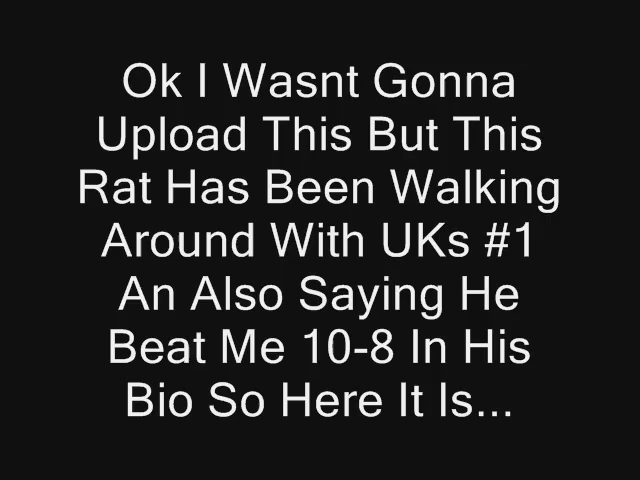 Ok I Wasnt Gonna
Upload This But This
Rat Has Been Walking
Around With UKs #1
An Also Saying He
Beat Me 10-8 In His
Bio So Here It Is...